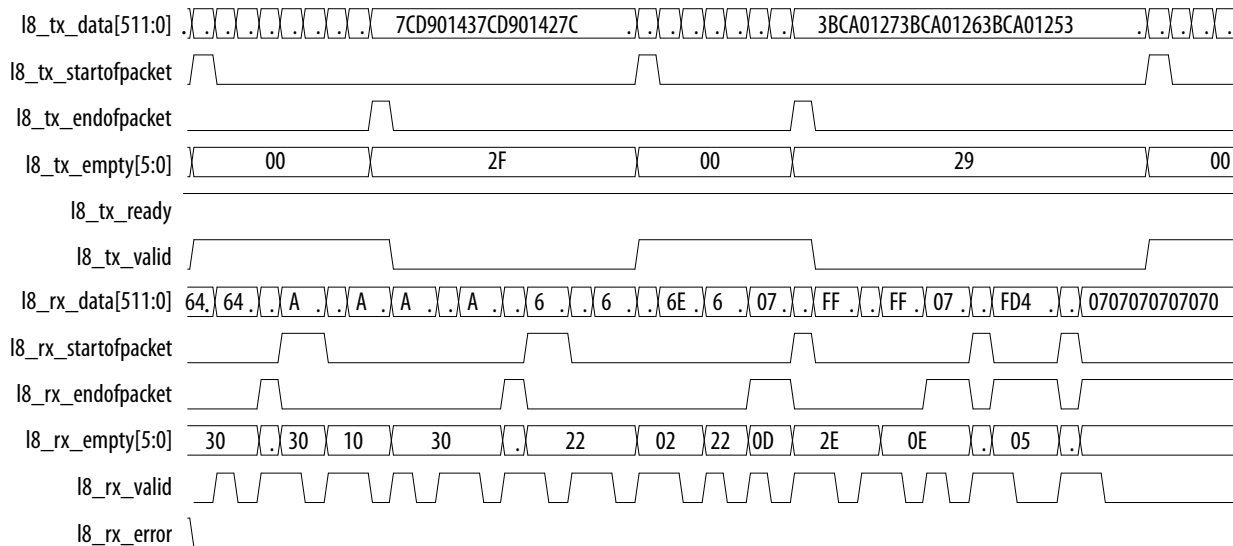 l8_tx_data[511:0] . . . . . . . . . 7CD901437CD901427C . . . . . . . . 3BCA01273BCA01263BCA01253 . . . . .
l8_tx_startofpacket
l8_tx_endofpacket
l8_tx_empty[5:0] 00 2F 00 29 00
l8_tx_ready
l8_tx_valid
l8_rx_data[511:0] 64. 64 . . A . . A . A . . A . . 6 . . 6 . . 6E . 6 . 07. . FF . . FF . 07 . . FD4 . . 0707070707070
l8_rx_startofpacket
l8_rx_endofpacket
l8_rx_empty[5:0] 30 . 30 10 30 . 22 02 22 0D 2E 0E . 05 .
l8_rx_valid
l8_rx_error